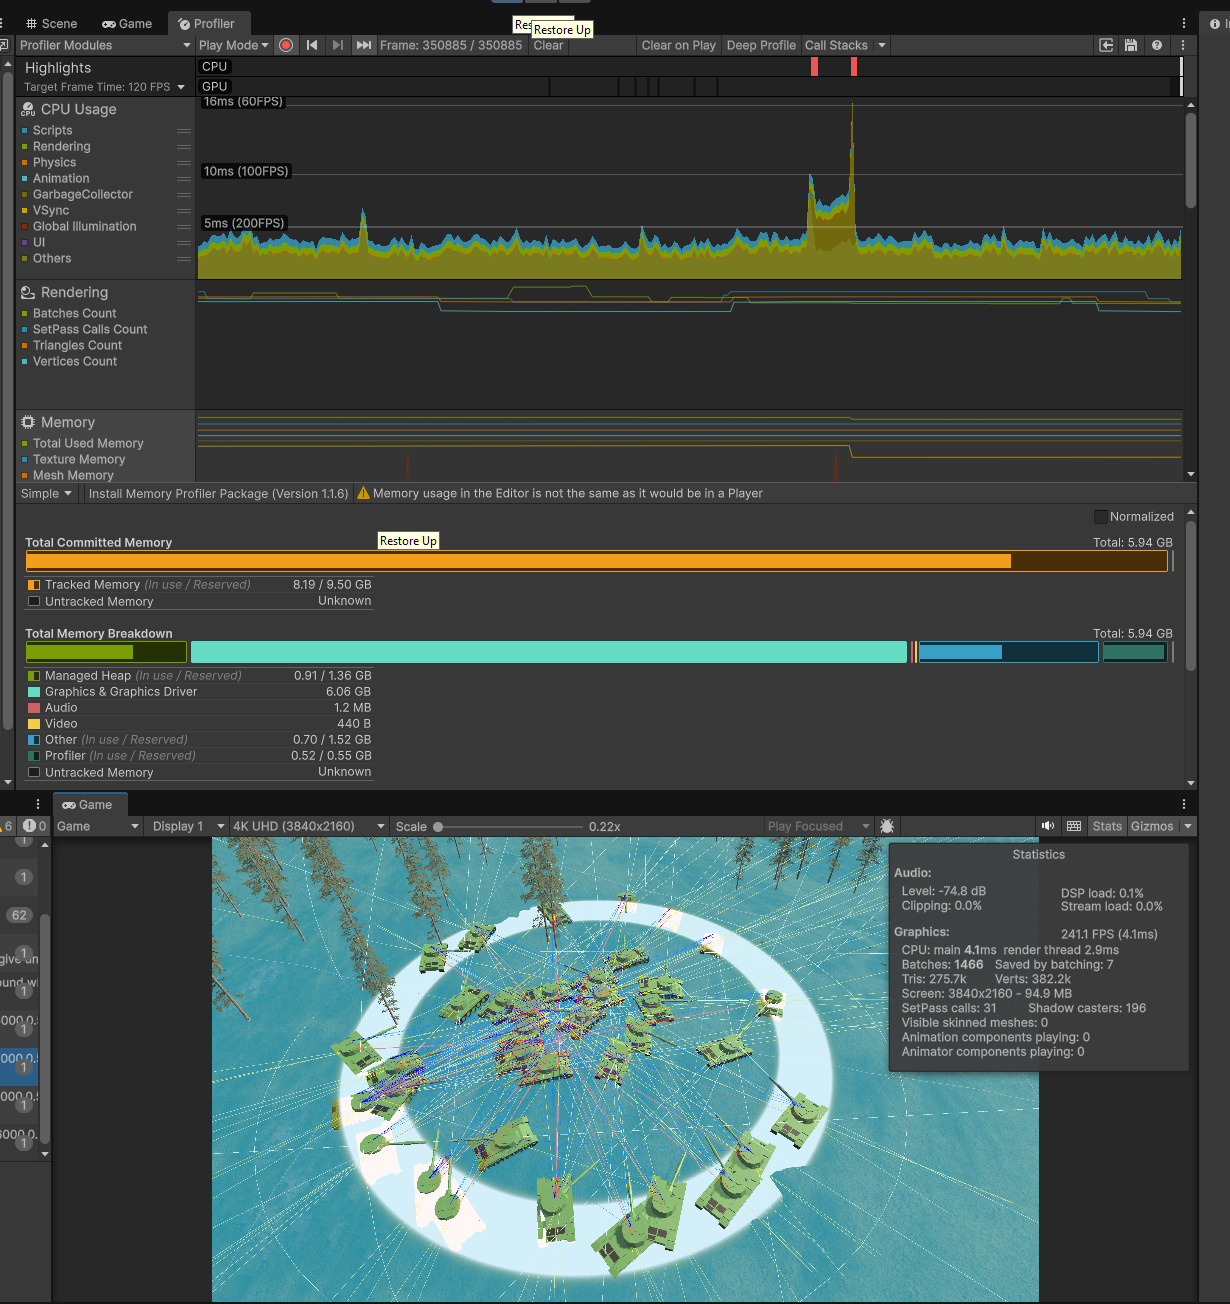 Scene
Game
Profiler
Restore Up
Profiler Modules
Play Mode
Frame: 350885 / 350885
Clear
Clear on Play
Deep Profile
Call Stacks
Highlights
Target Frame Time: 120 FPS
CPU
GPU
CPU Usage
Scripts
Rendering
Physics
Animation
GarbageCollector
VSync
Global Illumination
UI
Others
16ms (60FPS)
10ms (100FPS)
5ms (200FPS)
Rendering
Batches Count
SetPass Calls Count
Triangles Count
Vertices Count
Memory
Total Used Memory
Texture Memory
Mesh Memory
Simple
Install Memory Profiler Package (Version 1.1.6)
Memory usage in the Editor is not the same as it would be in a Player
Normalized
Restore Up
Total Committed Memory
Total: 5.94 GB
Tracked Memory (In use / Reserved) 8.19 / 9.50 GB
Untracked Memory Unknown
Total Memory Breakdown
Total: 5.94 GB
Managed Heap (In use / Reserved) 0.91 / 1.36 GB
Graphics & Graphics Driver 6.06 GB
Audio 1.2 MB
Video 440 B
Other (In use / Reserved) 0.70 / 1.52 GB
Profiler (In use / Reserved) 0.52 / 0.55 GB
Untracked Memory Unknown
Game
6
0
Game
Display 1
4K UHD (3840x2160)
Scale
0.22x
Play Focused
Stats
Gizmos
1
1
62
1
1
1
1
1
1
Statistics
Audio:
Level: -74.8 dB
DSP load: 0.1%
Clipping: 0.0%
Stream load: 0.0%
Graphics:
241.1 FPS (4.1ms)
CPU: main 4.1ms render thread 2.9ms
Batches: 1466 Saved by batching: 7
Tris: 275.7k Verts: 382.2k
Screen: 3840x2160 - 94.9 MB
SetPass calls: 31 Shadow casters: 196
Visible skinned meshes: 0
Animation components playing: 0
Animator components playing: 0